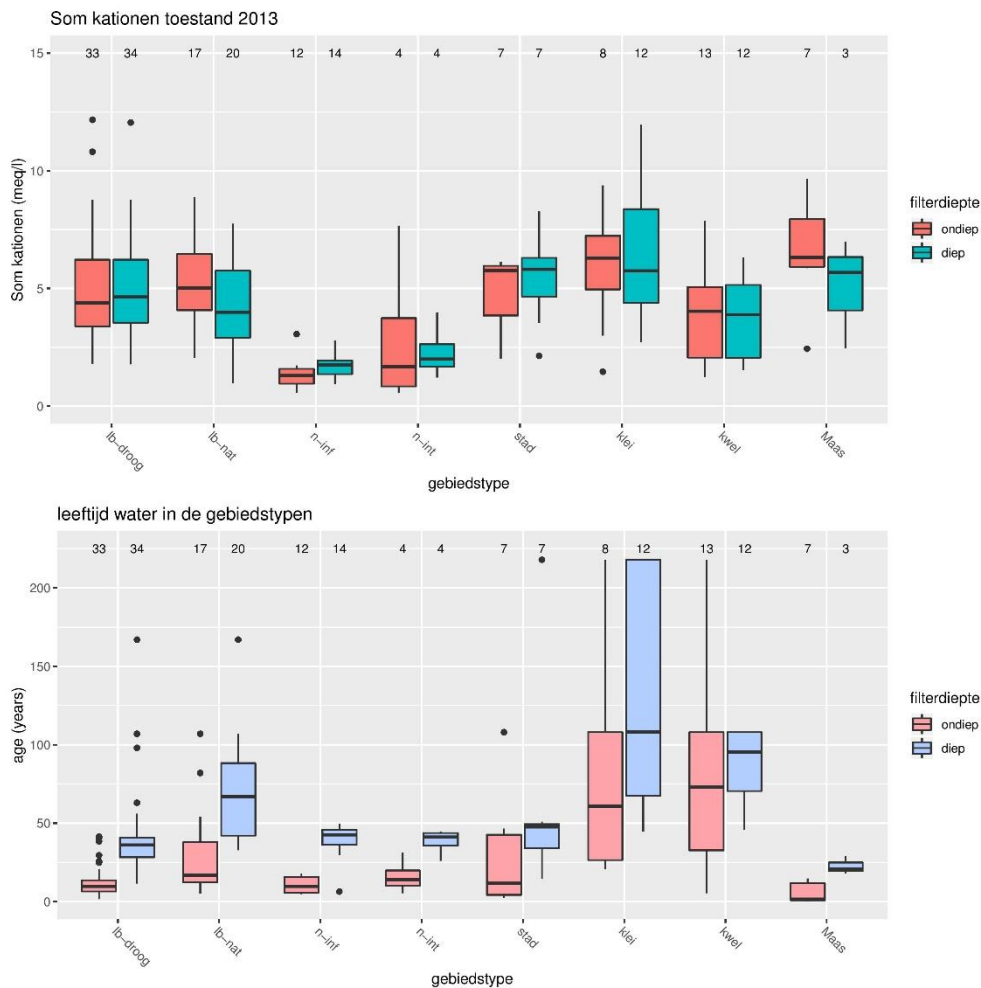 Som kationen toestand 2013
15
33 34 17 20 12 14 4 4 7 7 8 12 13 12 7 3
10
5
0
Som kationen (meq/l)
lb-droog lb-nat n-inf n-int stad klei kwel Maas
gebiedstype
filterdiepte
ondiep
diep
leeftijd water in de gebiedstypen
33 34 17 20 12 14 4 4 7 7 8 12 13 12 7 3
200
150
100
50
0
age (years)
lb-droog lb-nat n-inf n-int stad klei kwel Maas
gebiedstype
filterdiepte
ondiep
diep